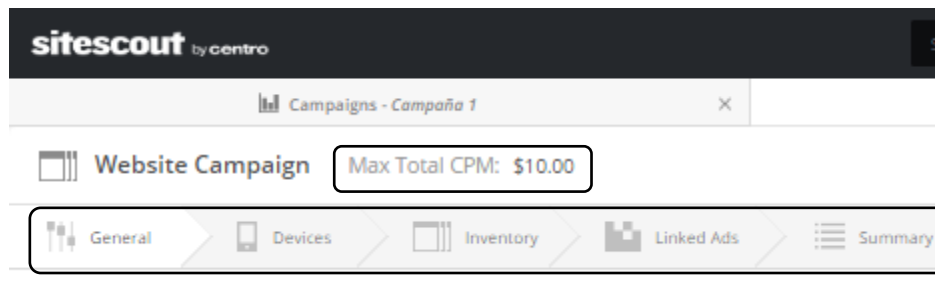 sitescout by centro
Campaigns - Campaña 1
Website Campaign Max Total CPM: $10.00
General Devices Inventory Linked Ads Summary